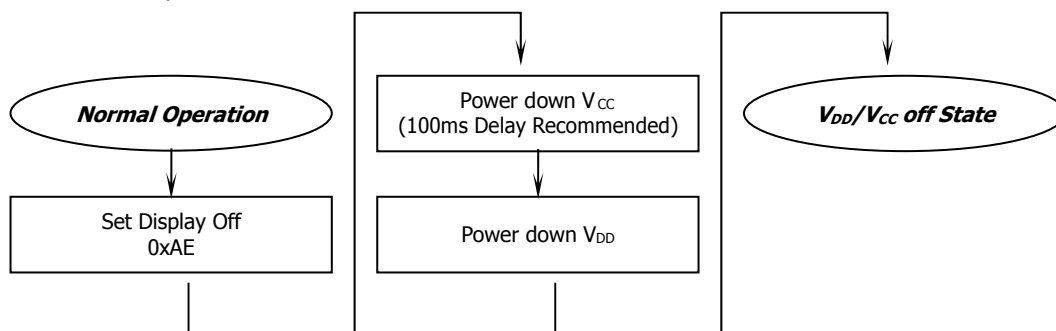 Normal Operation
Set Display Off
0xAE
Power down VCC
(100ms Delay Recommended)
Power down VDD
VDD/VCC off State